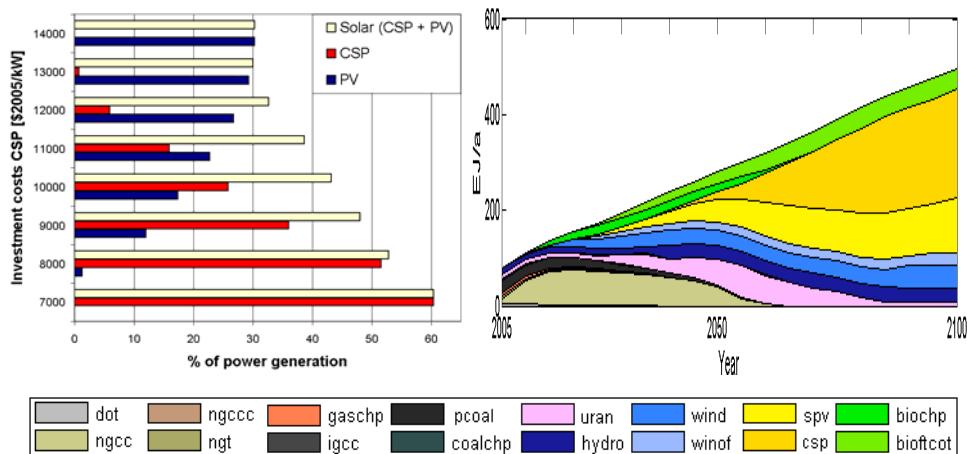 Investment costs CSP [$2005/kW]
14000
13000
12000
11000
10000
9000
8000
7000
Solar (CSP + PV)
CSP
PV
0 10 20 30 40 50 60
% of power generation
EJ/a
600
400
200
0
2005 2050 2100
Year
dot ngccc gaschp pcoal uran wind spv biochp
ngcc ngt igcc coalchp hydro winof csp bioftcot